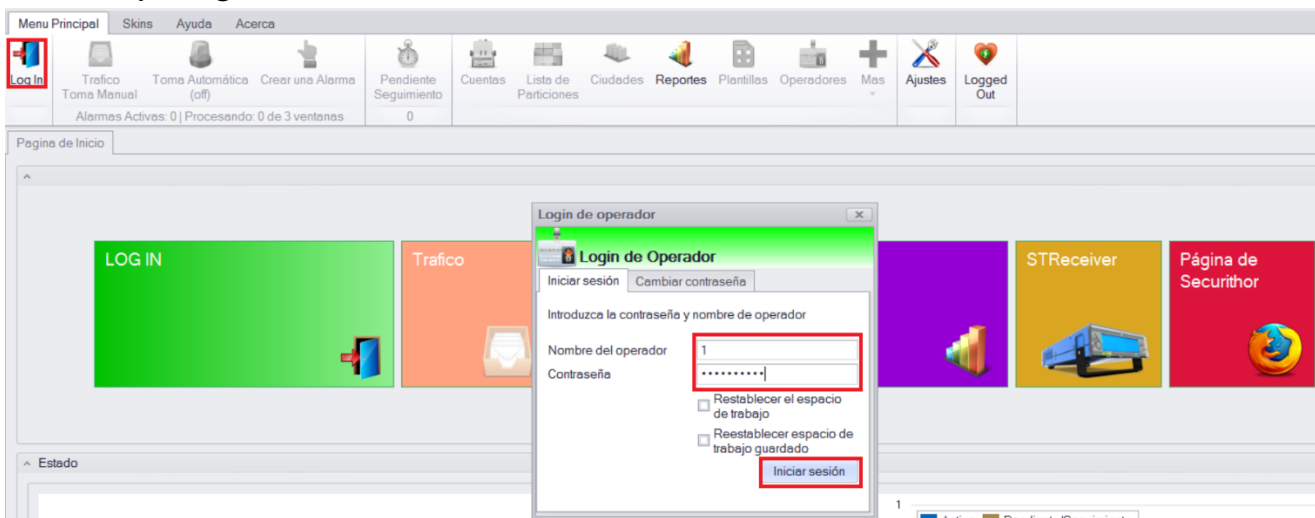 Menu Principal Skins Ayuda Acerca
Log In
Trafico
Toma Manual
Toma Automática
(off)
Crear una Alarma
Pendiente
Seguimiento
Cuentas
Lista de
Particiones
Ciudades
Reportes
Plantillas
Operadores
Mas
Ajustes
Logged
Out
Alarmas Activas: 0 | Procesando: 0 de 3 ventanas
0
Pagina de Inicio
LOG IN
Trafico
STReceiver
Página de
Securithor
Login de operador
Login de Operador
Iniciar sesión Cambiar contraseña
Introduzca la contraseña y nombre de operador
Nombre del operador 1
Contraseña ••••••••••
Restablecer el espacio
de trabajo
Reestablecer espacio de
trabajo guardado
Iniciar sesión
Estado
1